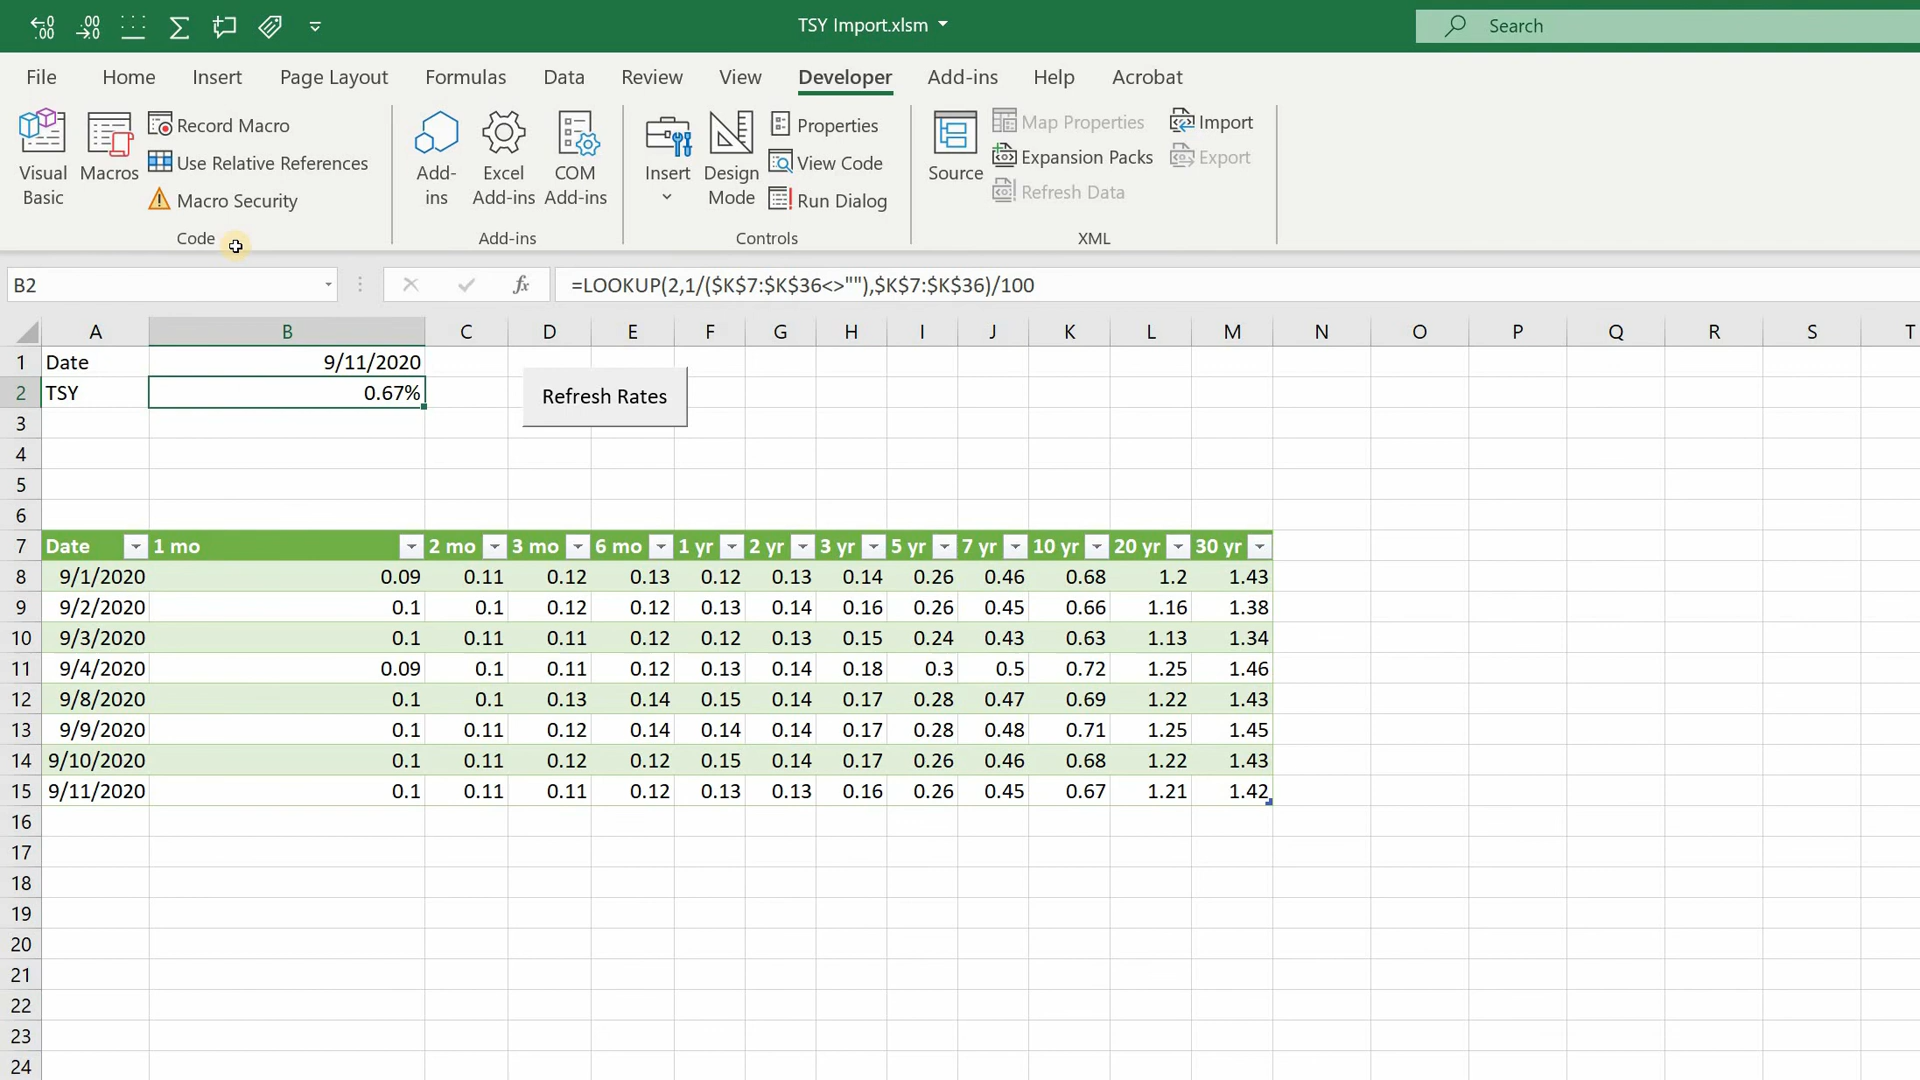 TSY Import.xlsm
Search
File Home Insert Page Layout Formulas Data Review View Developer Add-ins Help Acrobat
Visual Basic
Macros
Record Macro
Use Relative References
Macro Security
Code
Add-ins
Excel Add-ins
COM Add-ins
Add-ins
Insert
Design Mode
Properties
View Code
Run Dialog
Controls
Source
Map Properties
Expansion Packs
Refresh Data
Import
Export
XML
B2 fx =LOOKUP(2,1/($K$7:$K$36<>""),$K$7:$K$36)/100
A B C D E F G H I J K L M N O P Q R S T
1 Date 9/11/2020
2 TSY 0.67%
Refresh Rates
3
4
5
6
7 Date 1 mo 2 mo 3 mo 6 mo 1 yr 2 yr 3 yr 5 yr 7 yr 10 yr 20 yr 30 yr
8 9/1/2020 0.09 0.11 0.12 0.13 0.12 0.13 0.14 0.26 0.46 0.68 1.2 1.43
9 9/2/2020 0.1 0.1 0.12 0.12 0.13 0.14 0.16 0.26 0.45 0.66 1.16 1.38
10 9/3/2020 0.1 0.11 0.11 0.12 0.12 0.13 0.15 0.24 0.43 0.63 1.13 1.34
11 9/4/2020 0.09 0.1 0.11 0.12 0.13 0.14 0.18 0.3 0.5 0.72 1.25 1.46
12 9/8/2020 0.1 0.1 0.13 0.14 0.15 0.14 0.17 0.28 0.47 0.69 1.22 1.43
13 9/9/2020 0.1 0.11 0.12 0.14 0.14 0.14 0.17 0.28 0.48 0.71 1.25 1.45
14 9/10/2020 0.1 0.11 0.12 0.12 0.15 0.14 0.17 0.26 0.46 0.68 1.22 1.43
15 9/11/2020 0.1 0.11 0.11 0.12 0.13 0.13 0.16 0.26 0.45 0.67 1.21 1.42
16
17
18
19
20
21
22
23
24